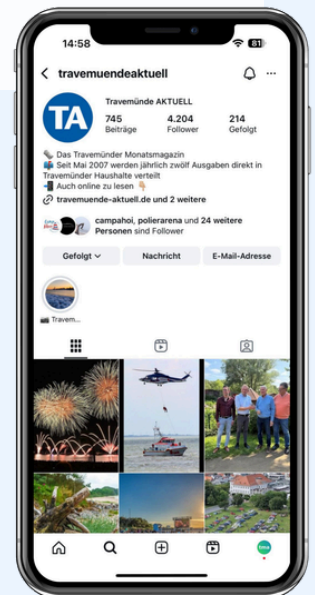 14:58
81
travemuendeaktuell
TA
Travemünde AKTUELL
745 4.204 214
Beiträge Follower Gefolgt
Das Travemünder Monatsmagazin
Seit Mai 2007 werden jährlich zwölf Ausgaben direkt in
Travemünder Haushalte verteilt
Auch online zu lesen
travemuende-aktuell.de und 2 weitere
campahoi, polierarena und 24 weitere
Personen sind Follower
Gefolgt Nachricht E-Mail-Adresse
Travem...